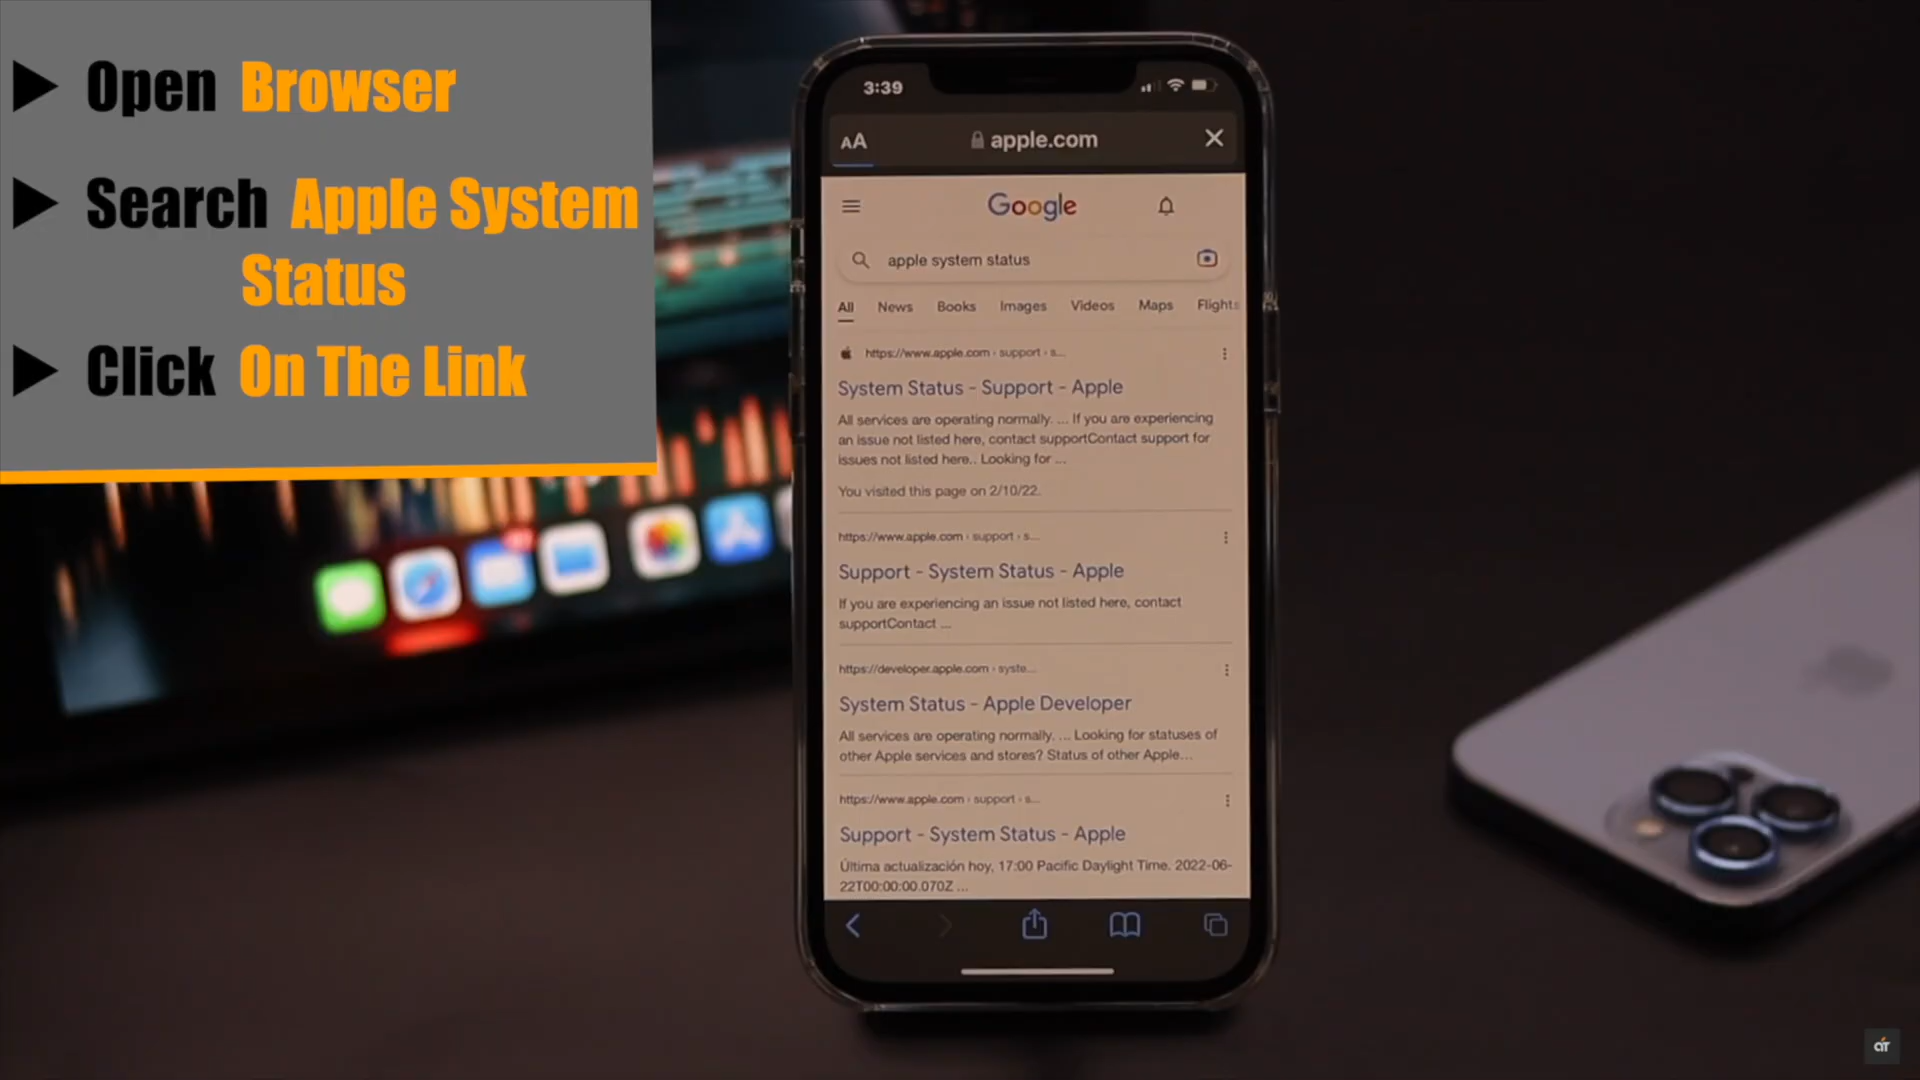 Open Browser
Search Apple System
Status
Click On The Link
3:39
AA apple.com
Google
apple system status
All News Books Images Videos Maps Flights
https://www.apple.com › support › s...
System Status - Support - Apple
All services are operating normally. ... If you are experiencing
an issue not listed here, contact supportContact support for
issues not listed here.. Looking for ...
You visited this page on 2/10/22.
https://www.apple.com › support › s...
Support - System Status - Apple
If you are experiencing an issue not listed here, contact
supportContact ...
https://developer.apple.com › syste...
System Status - Apple Developer
All services are operating normally. ... Looking for statuses of
other Apple services and stores? Status of other Apple...
https://www.apple.com › support › s...
Support - System Status - Apple
Última actualización hoy, 17:00 Pacific Daylight Time. 2022-06-
22T00:00:00.070Z ...